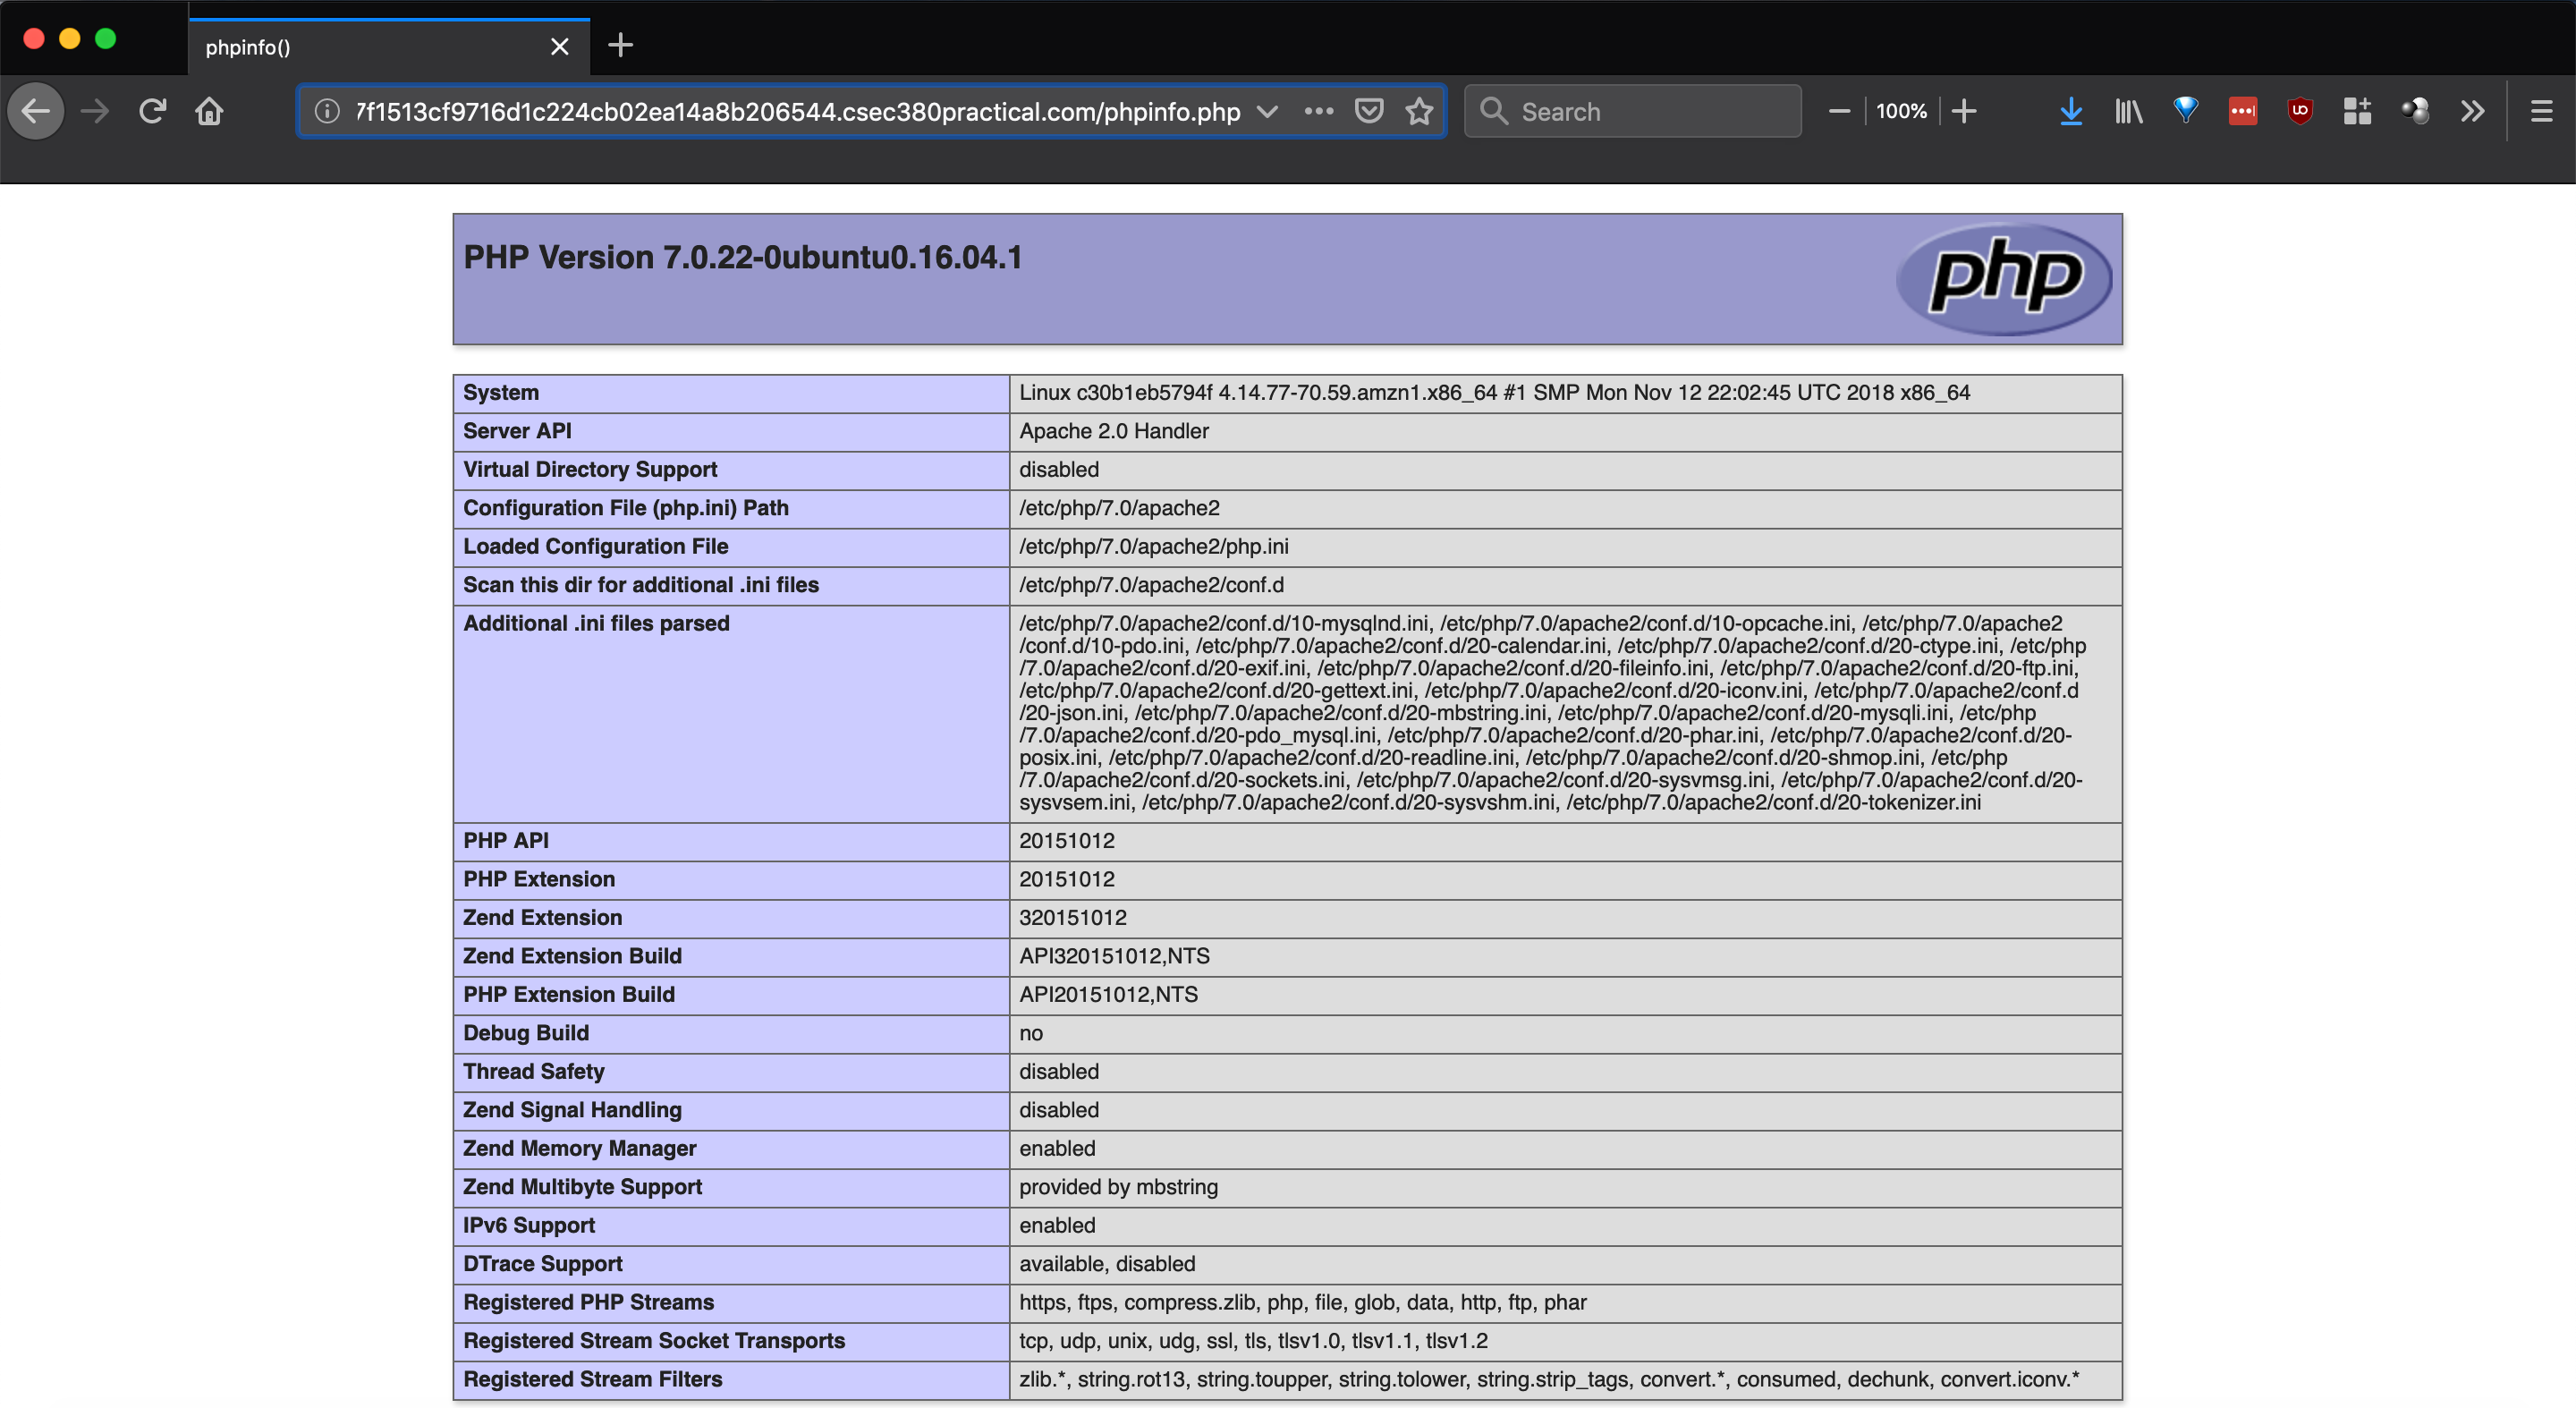 phpinfo()
7f1513cf9716d1c224cb02ea14a8b206544.csec380practical.com/phpinfo.php
Search
100%
PHP Version 7.0.22-0ubuntu0.16.04.1
php
System Linux c30b1eb5794f 4.14.77-70.59.amzn1.x86_64 #1 SMP Mon Nov 12 22:02:45 UTC 2018 x86_64
Server API Apache 2.0 Handler
Virtual Directory Support disabled
Configuration File (php.ini) Path /etc/php/7.0/apache2
Loaded Configuration File /etc/php/7.0/apache2/php.ini
Scan this dir for additional .ini files /etc/php/7.0/apache2/conf.d
Additional .ini files parsed /etc/php/7.0/apache2/conf.d/10-mysqlnd.ini, /etc/php/7.0/apache2/conf.d/10-opcache.ini, /etc/php/7.0/apache2
/conf.d/10-pdo.ini, /etc/php/7.0/apache2/conf.d/20-calendar.ini, /etc/php/7.0/apache2/conf.d/20-ctype.ini, /etc/php
/7.0/apache2/conf.d/20-exif.ini, /etc/php/7.0/apache2/conf.d/20-fileinfo.ini, /etc/php/7.0/apache2/conf.d/20-ftp.ini,
/etc/php/7.0/apache2/conf.d/20-gettext.ini, /etc/php/7.0/apache2/conf.d/20-iconv.ini, /etc/php/7.0/apache2/conf.d
/20-json.ini, /etc/php/7.0/apache2/conf.d/20-mbstring.ini, /etc/php/7.0/apache2/conf.d/20-mysqli.ini, /etc/php
/7.0/apache2/conf.d/20-pdo_mysql.ini, /etc/php/7.0/apache2/conf.d/20-phar.ini, /etc/php/7.0/apache2/conf.d/20-
posix.ini, /etc/php/7.0/apache2/conf.d/20-readline.ini, /etc/php/7.0/apache2/conf.d/20-shmop.ini, /etc/php
/7.0/apache2/conf.d/20-sockets.ini, /etc/php/7.0/apache2/conf.d/20-sysvmsg.ini, /etc/php/7.0/apache2/conf.d/20-
sysvsem.ini, /etc/php/7.0/apache2/conf.d/20-sysvshm.ini, /etc/php/7.0/apache2/conf.d/20-tokenizer.ini
PHP API 20151012
PHP Extension 20151012
Zend Extension 320151012
Zend Extension Build API320151012,NTS
PHP Extension Build API20151012,NTS
Debug Build no
Thread Safety disabled
Zend Signal Handling disabled
Zend Memory Manager enabled
Zend Multibyte Support provided by mbstring
IPv6 Support enabled
DTrace Support available, disabled
Registered PHP Streams https, ftps, compress.zlib, php, file, glob, data, http, ftp, phar
Registered Stream Socket Transports tcp, udp, unix, udg, ssl, tls, tlsv1.0, tlsv1.1, tlsv1.2
Registered Stream Filters zlib.*, string.rot13, string.toupper, string.tolower, string.strip_tags, convert.*, consumed, dechunk, convert.iconv.*